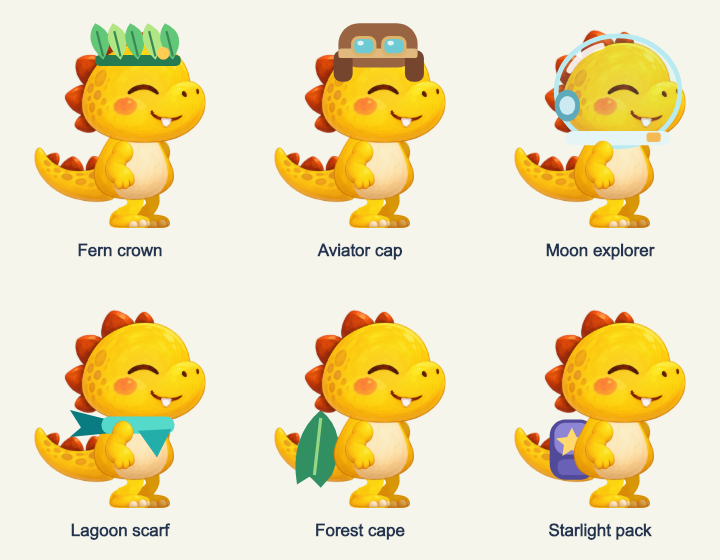 Fern crown
Aviator cap
Moon explorer
Lagoon scarf
Forest cape
Starlight pack